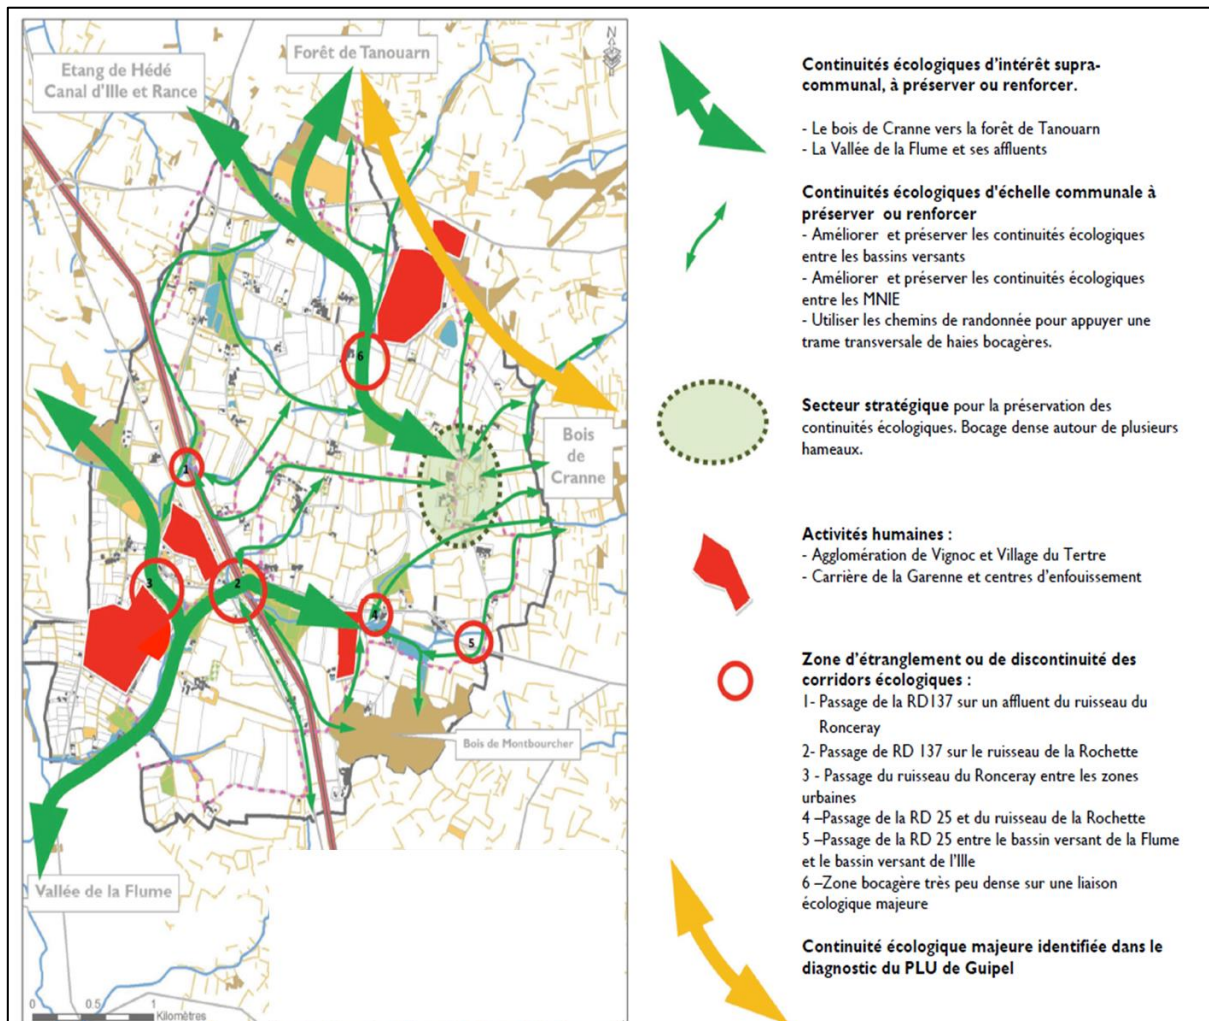 Etang de Hédé
Canal d'Ille et Rance
Forêt de Tanouarn
N
6
Bois
de
Cranne
1
3
2
4
5
Bois de Montbourcher
Vallée de la Flume
0 0.5 1
Kilomètres
Continuités écologiques d'intérêt supra-
communal, à préserver ou renforcer.
- Le bois de Cranne vers la forêt de Tanouarn
- La Vallée de la Flume et ses affluents
Continuités écologiques d'échelle communale à
préserver ou renforcer
- Améliorer et préserver les continuités écologiques
entre les bassins versants
- Améliorer et préserver les continuités écologiques
entre les MNIE
- Utiliser les chemins de randonnée pour appuyer une
trame transversale de haies bocagères.
Secteur stratégique pour la préservation des
continuités écologiques. Bocage dense autour de plusieurs
hameaux.
Activités humaines :
- Agglomération de Vignoc et Village du Tertre
- Carrière de la Garenne et centres d'enfouissement
Zone d'étranglement ou de discontinuité des
corridors écologiques :
1- Passage de la RD137 sur un affluent du ruisseau du
Ronceray
2- Passage de RD 137 sur le ruisseau de la Rochette
3 - Passage du ruisseau du Ronceray entre les zones
urbaines
4 –Passage de la RD 25 et du ruisseau de la Rochette
5 –Passage de la RD 25 entre le bassin versant de la Flume
et le bassin versant de l'Ille
6 –Zone bocagère très peu dense sur une liaison
écologique majeure
Continuité écologique majeure identifiée dans le
diagnostic du PLU de Guipel